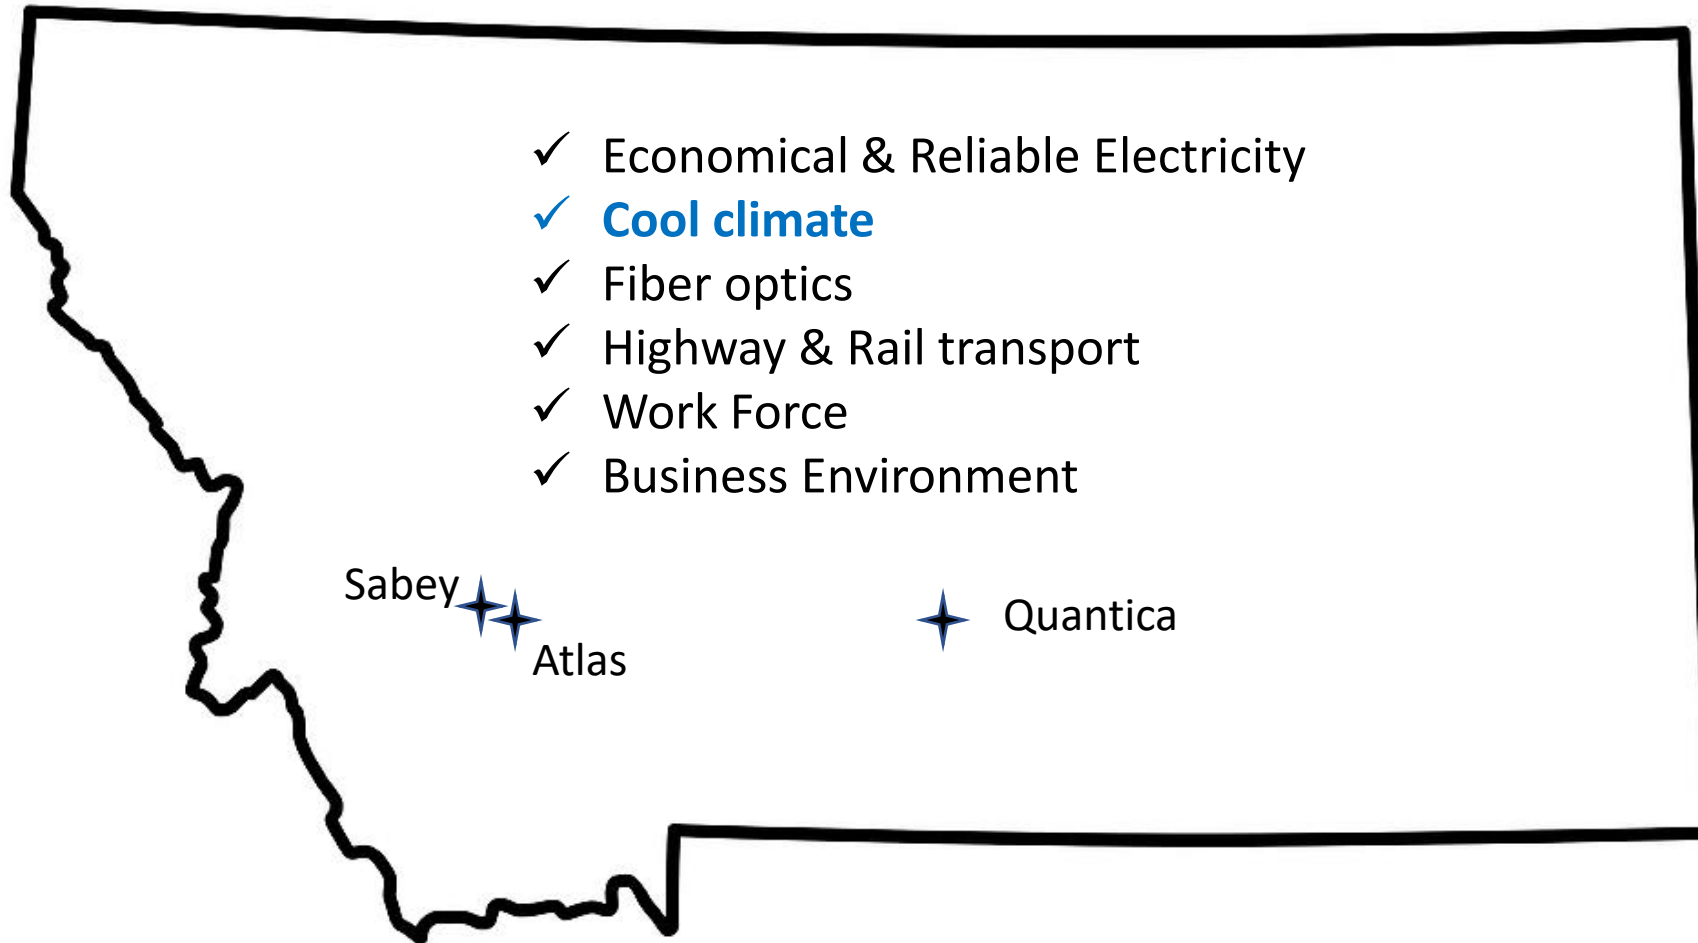 ✓ Economical & Reliable Electricity
✓ Cool climate
✓ Fiber optics
✓ Highway & Rail transport
✓ Work Force
✓ Business Environment
Sabey
Atlas
Quantica